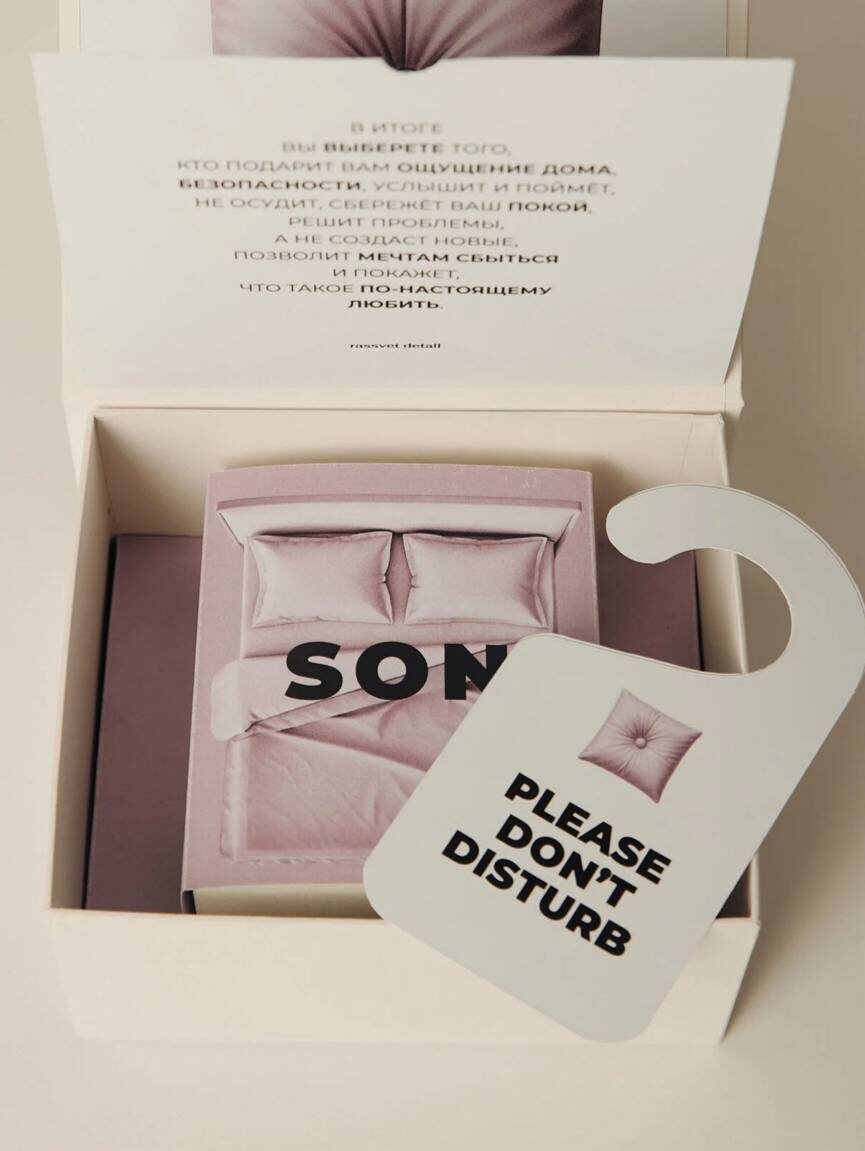 В ИТОГЕ
ВЫ ВЫБЕРЕТЕ ТОГО,
КТО ПОДАРИТ ВАМ ОЩУЩЕНИЕ ДОМА,
БЕЗОПАСНОСТИ, УСЛЫШИТ И ПОЙМЁТ,
НЕ ОСУДИТ, СБЕРЕЖЁТ ВАШ ПОКОЙ,
РЕШИТ ПРОБЛЕМЫ,
А НЕ СОЗДАСТ НОВЫЕ,
ПОЗВОЛИТ МЕЧТАМ СБЫТЬСЯ
И ПОКАЖЕТ,
ЧТО ТАКОЕ ПО-НАСТОЯЩЕМУ
ЛЮБИТЬ.
rassvet detail
SON
PLEASE
DON'T
DISTURB